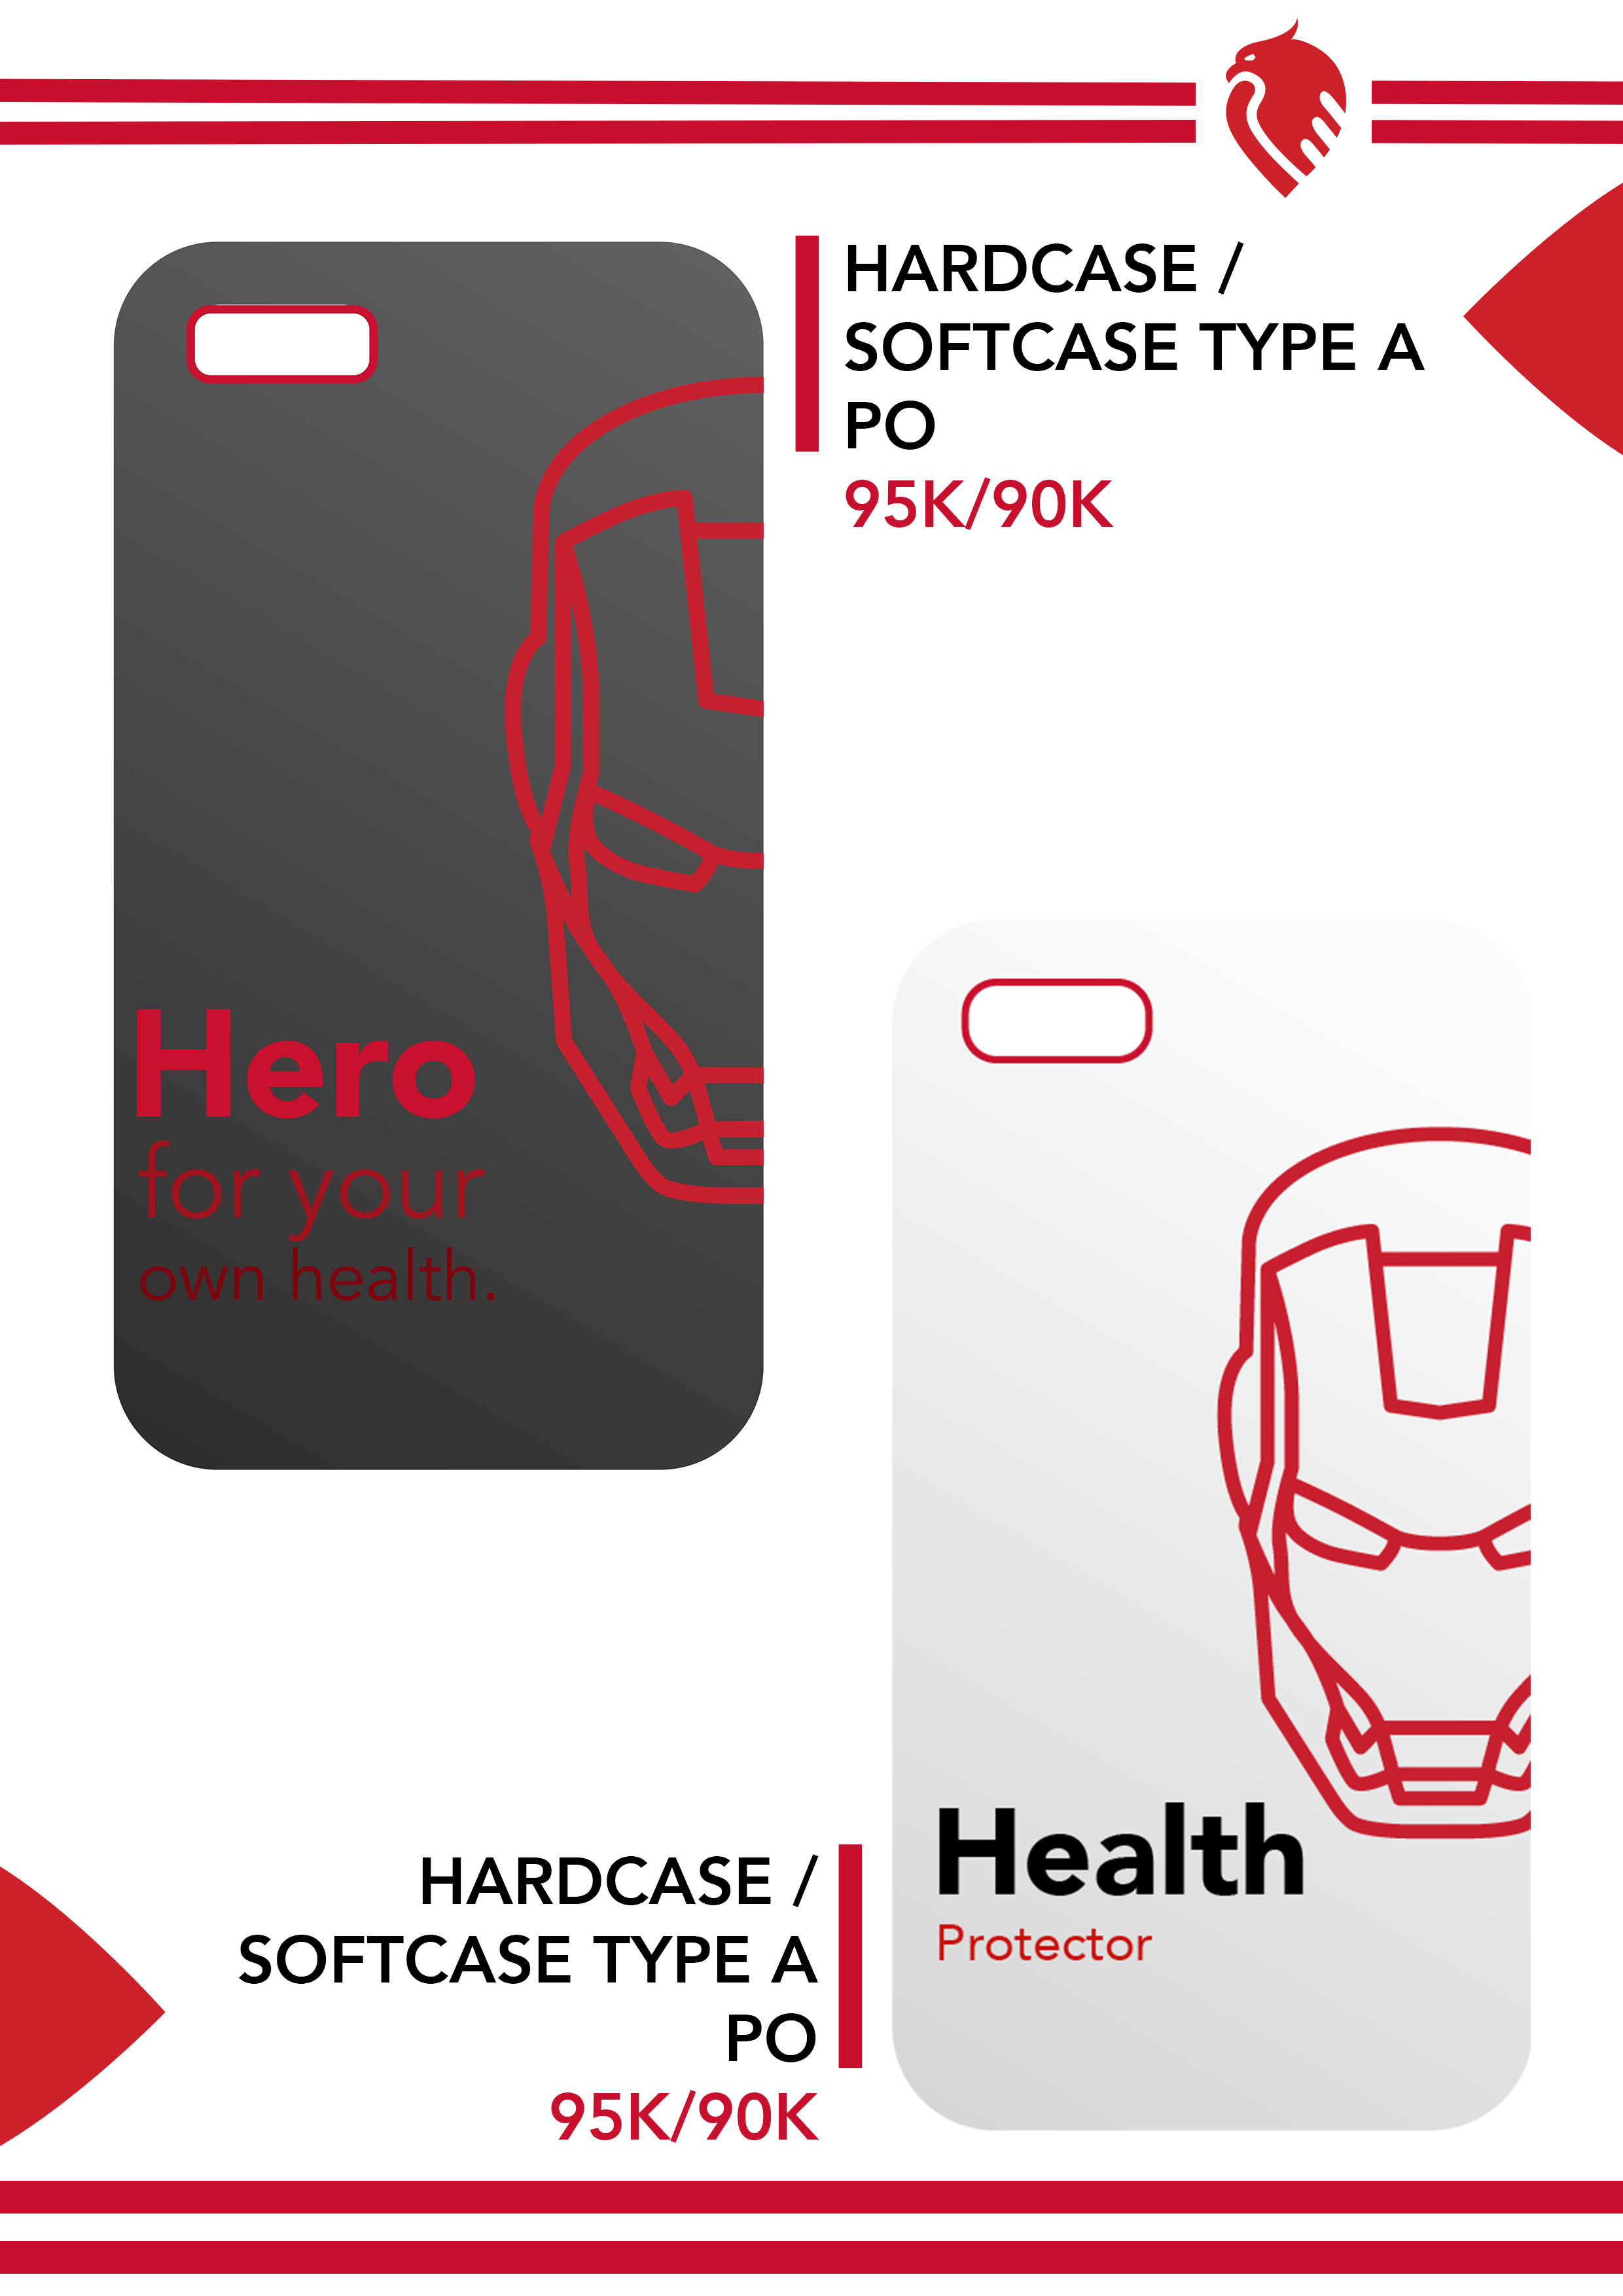 HARDCASE /
SOFTCASE TYPE A
PO
95K/90K
Hero
for your
own health.
Health
Protector
HARDCASE /
SOFTCASE TYPE A
PO
95K/90K